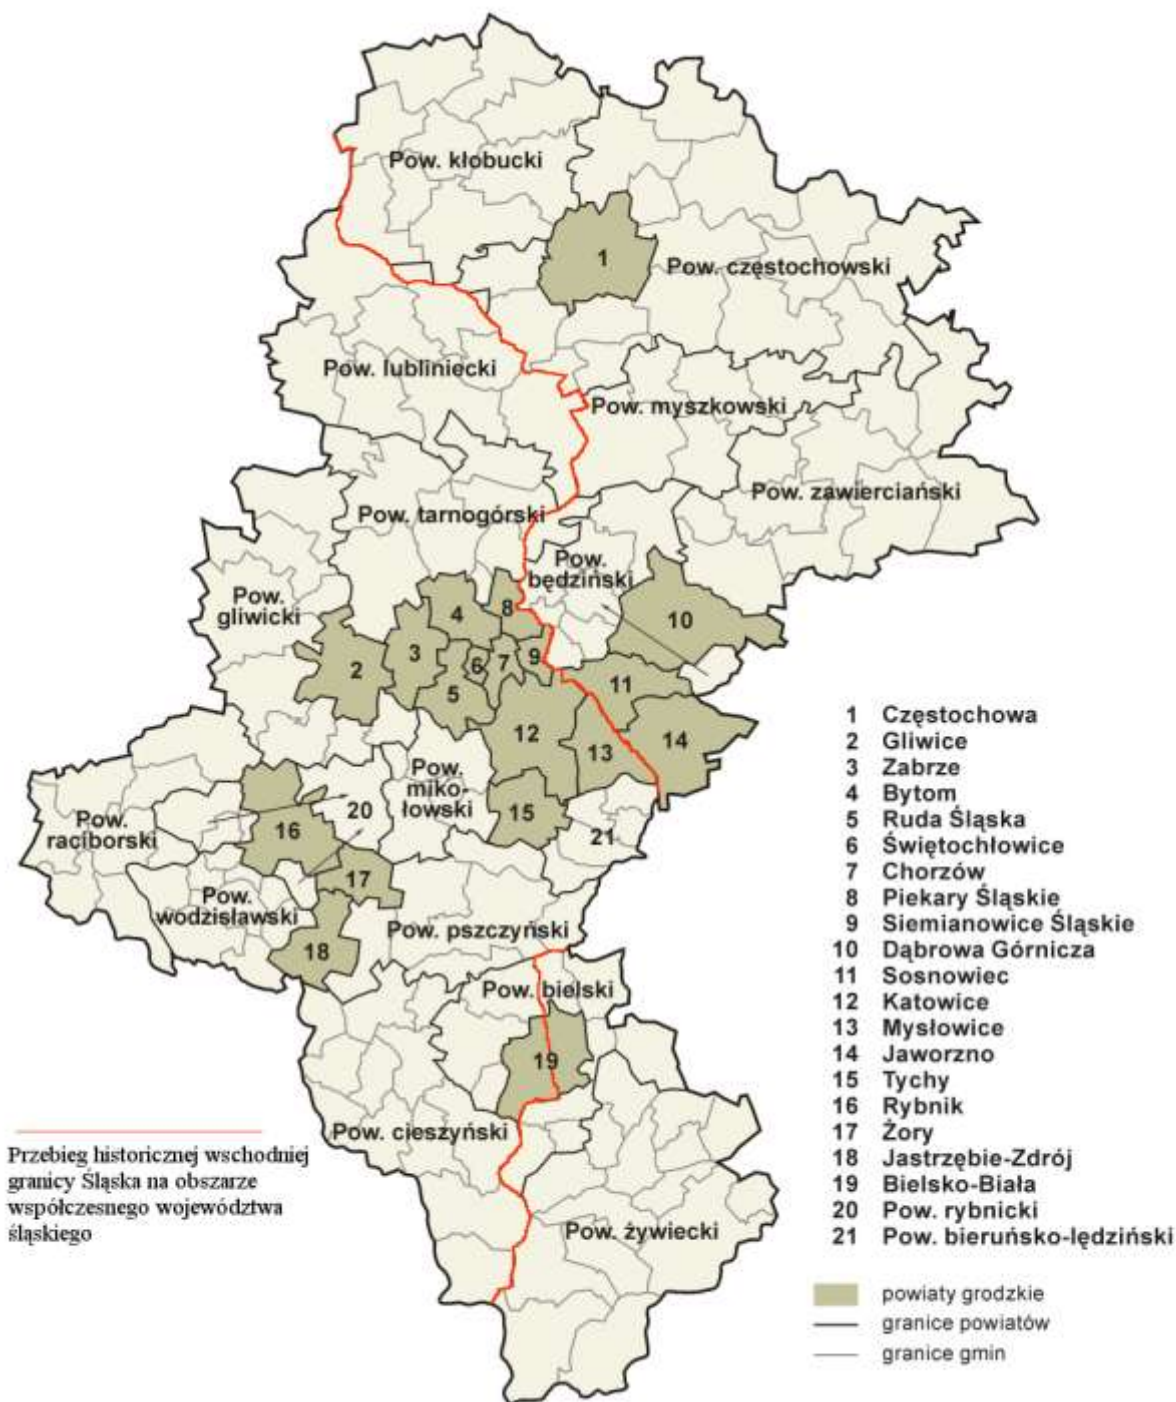 Pow. kłobucki
1
Pow. częstochowski
Pow. lubliniecki
Pow. myszkowski
Pow. zawierciański
Pow. tarnogórski
Pow.
będziński
Pow.
gliwicki
8
4
10
3
2
6
7
9
5
11
12
13
14
Pow.
miko-
łowski
Pow.
raciborski
20
15
16
21
17
Pow.
wodzisławski
Pow. pszczyński
18
Pow. bielski
19
Pow. cieszyński
Pow. żywiecki
Przebieg historicznej wschodniej
granicy Śląska na obszarze
współczesnego województwa
śląskiego
1 Częstochowa
2 Gliwice
3 Zabrze
4 Bytom
5 Ruda Śląska
6 Świętochłowice
7 Chorzów
8 Piekary Śląskie
9 Siemianowice Śląskie
10 Dąbrowa Górnicza
11 Sosnowiec
12 Katowice
13 Mysłowice
14 Jaworzno
15 Tychy
16 Rybnik
17 Żory
18 Jastrzębie-Zdrój
19 Bielsko-Biała
20 Pow. rybnicki
21 Pow. bieruńsko-lędziński
powiaty grodzkie
granice powiatów
granice gmin